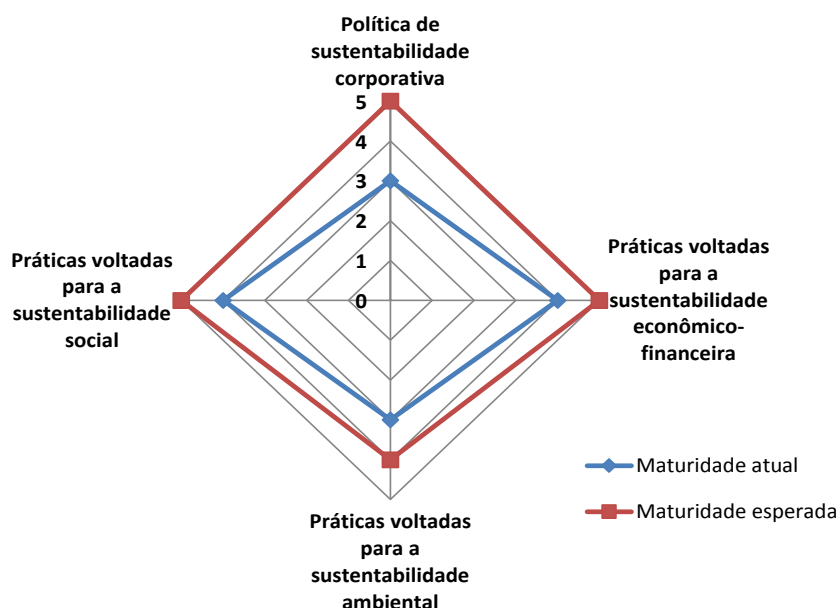 Política de
sustentabilidade
corporativa
5
4
3
2
1
0
Práticas voltadas
para a
sustentabilidade
econômico-
financeira
Práticas voltadas
para a
sustentabilidade
social
Maturidade atual
Maturidade esperada
Práticas voltadas
para a
sustentabilidade
ambiental